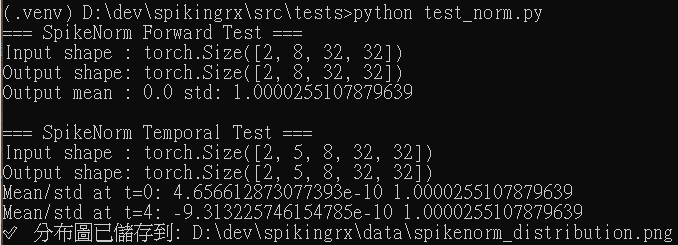 (.venv) D:\dev\spikingrx\src\tests>python test_norm.py
=== SpikeNorm Forward Test ===
Input shape : torch.Size([2, 8, 32, 32])
Output shape: torch.Size([2, 8, 32, 32])
Output mean : 0.0 std: 1.0000255107879639
=== SpikeNorm Temporal Test ===
Input shape : torch.Size([2, 5, 8, 32, 32])
Output shape: torch.Size([2, 5, 8, 32, 32])
Mean/std at t=0: 4.656612873077393e-10 1.0000255107879639
Mean/std at t=4: -9.313225746154785e-10 1.0000255107879639
✓ 分布圖已儲存到: D:\dev\spikingrx\data\spikenorm_distribution.png